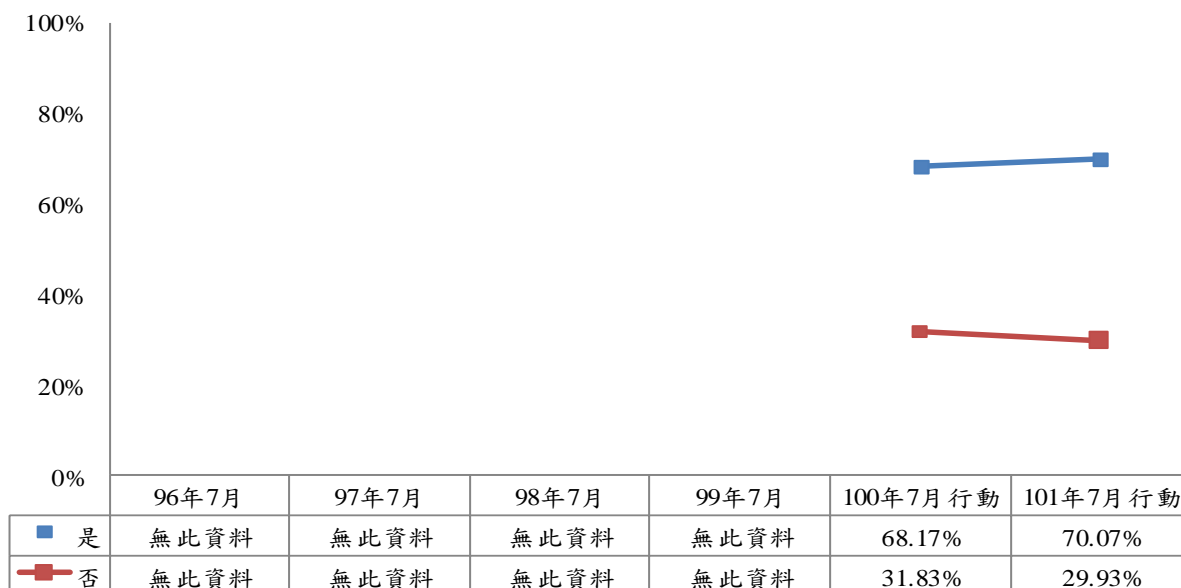 100%
80%
60%
40%
20%
0%
96年7月 97年7月 98年7月 99年7月 100年7月行動 101年7月行動
是 無此資料 無此資料 無此資料 無此資料 68.17% 70.07%
否 無此資料 無此資料 無此資料 無此資料 31.83% 29.93%